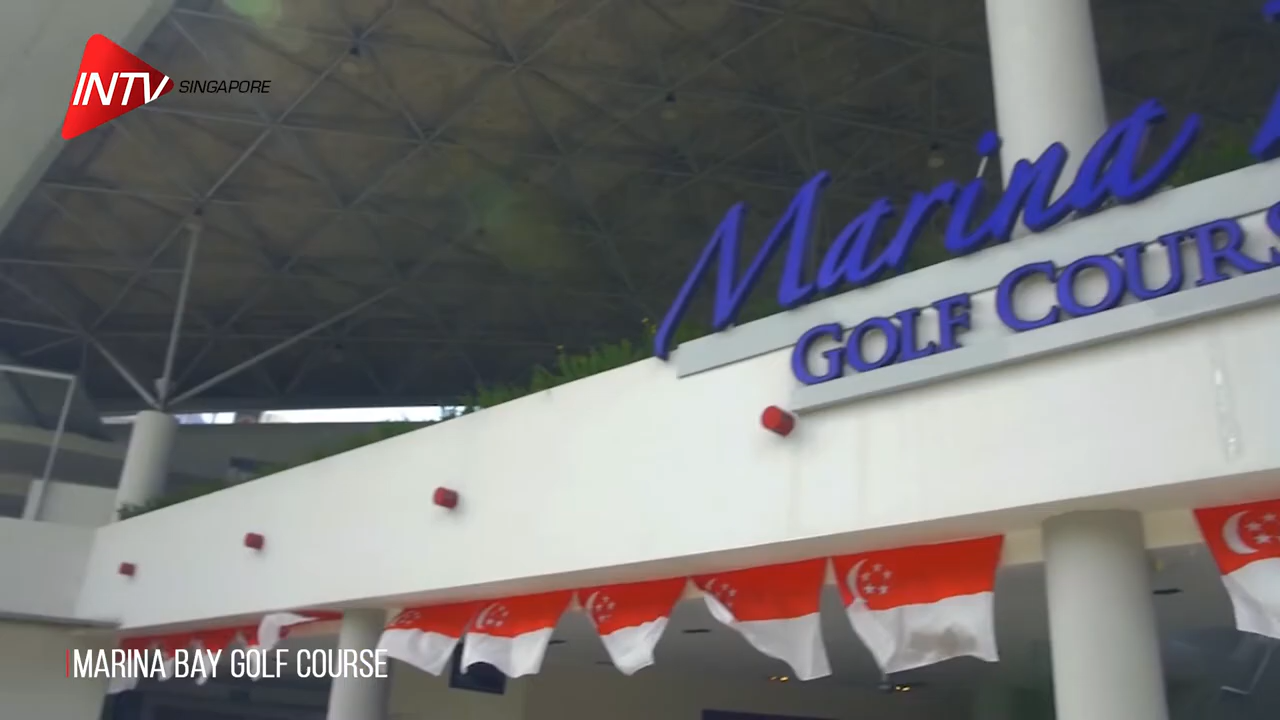 INTV SINGAPORE
Marina
GOLF COURS
MARINA BAY GOLF COURSE